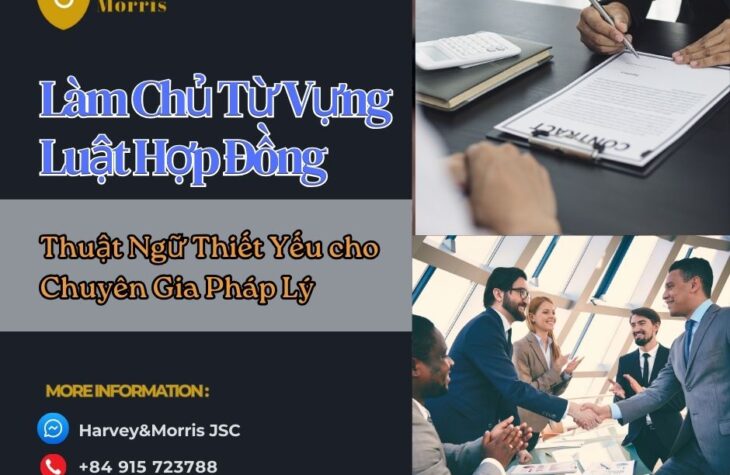 Morris
Làm Chủ Từ Vựng
Luật Hợp Đồng
Thuật Ngữ Thiết Yếu cho
Chuyên Gia Pháp Lý
MORE INFORMATION :
Harvey&Morris JSC
+84 915 723788
CONTRACT